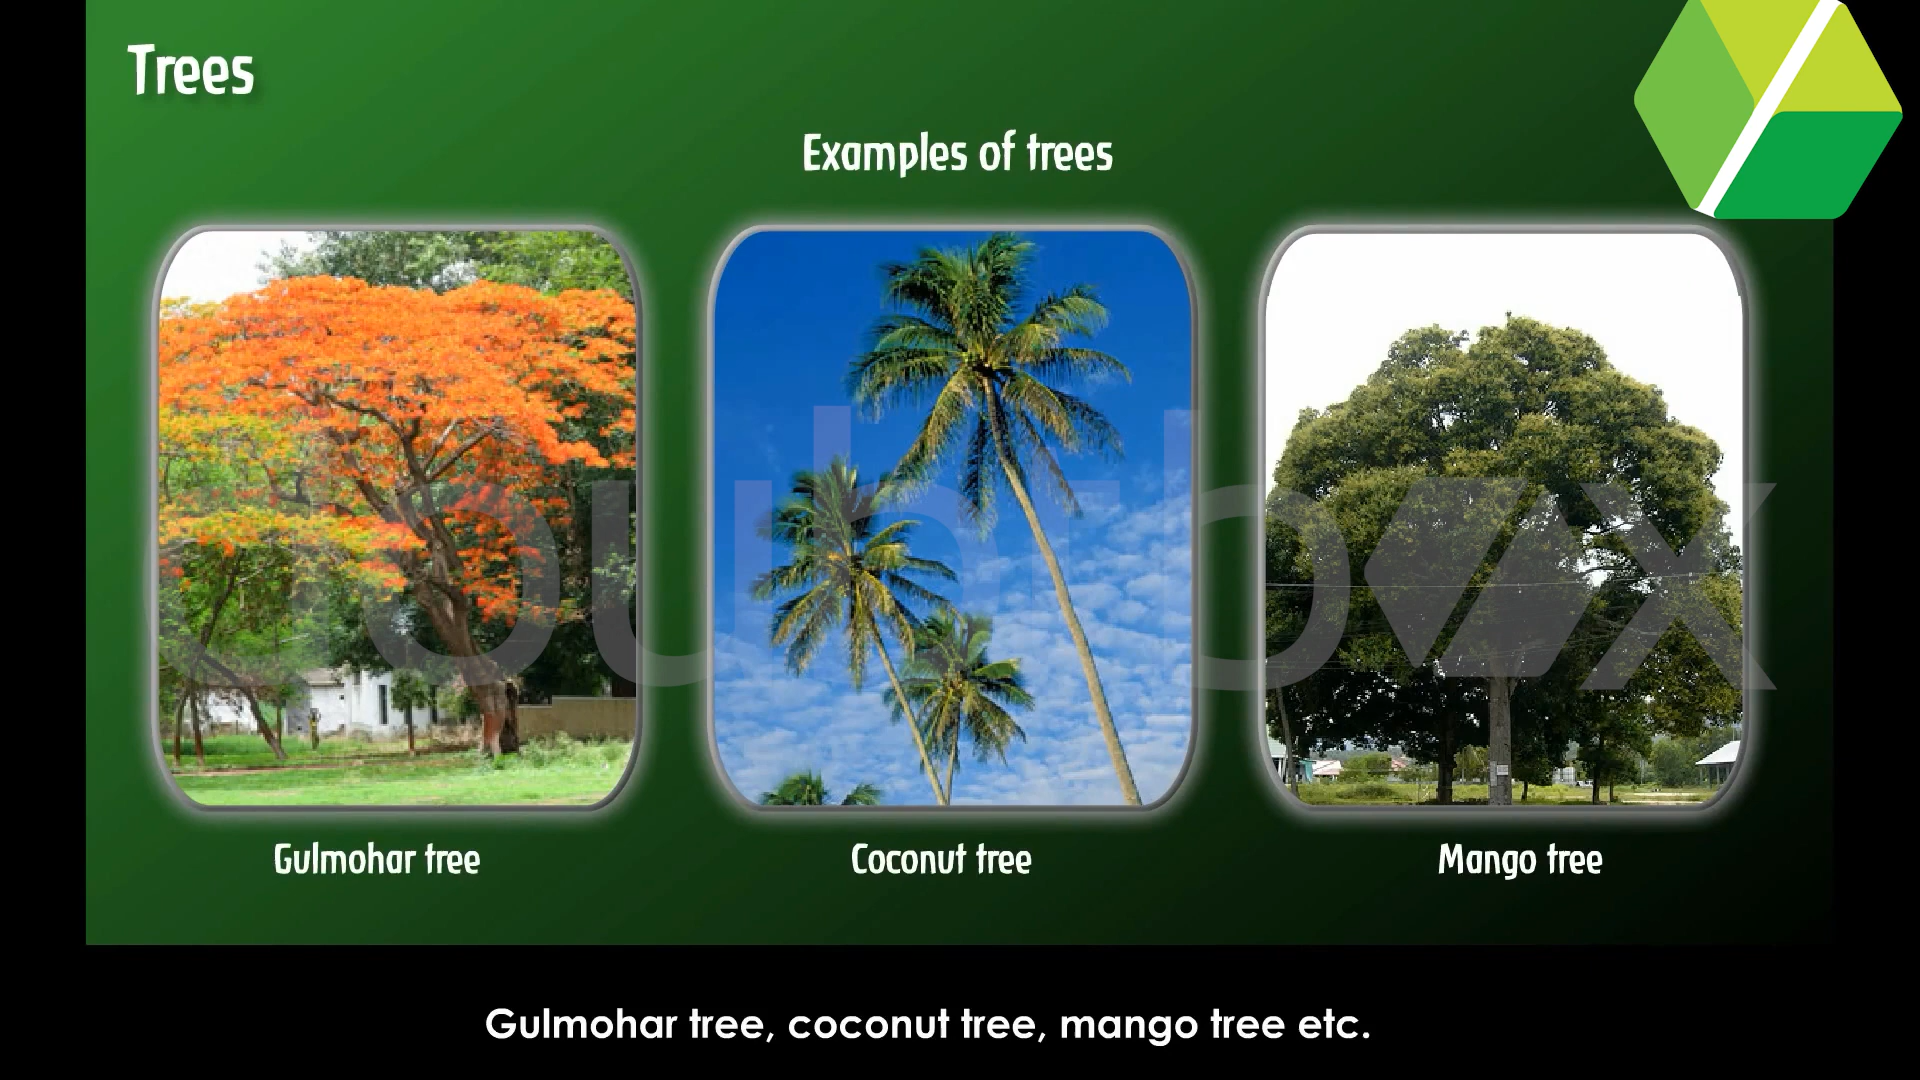 Trees
Examples of trees
Gulmohar tree
Coconut tree
Mango tree
Gulmohar tree, coconut tree, mango tree etc.